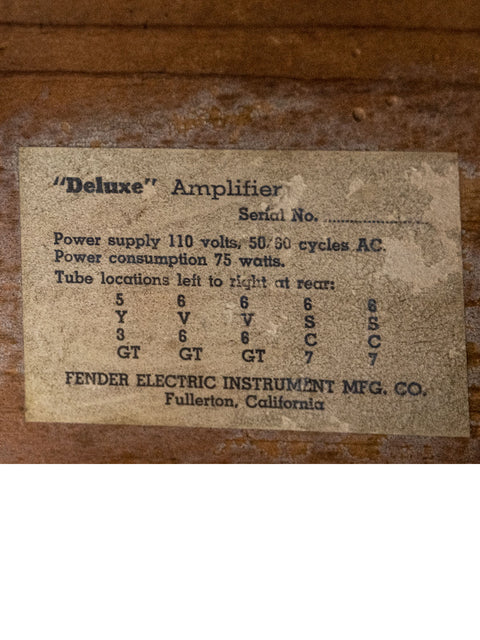 "Deluxe" Amplifier
Serial No. ........................
Power supply 110 volts, 50/60 cycles AC.
Power consumption 75 watts.
Tube locations left to right at rear:
5 6 6 6 6
Y V V S S
3 6 6 C C
GT GT GT 7 7
FENDER ELECTRIC INSTRUMENT MFG. CO.
Fullerton, California